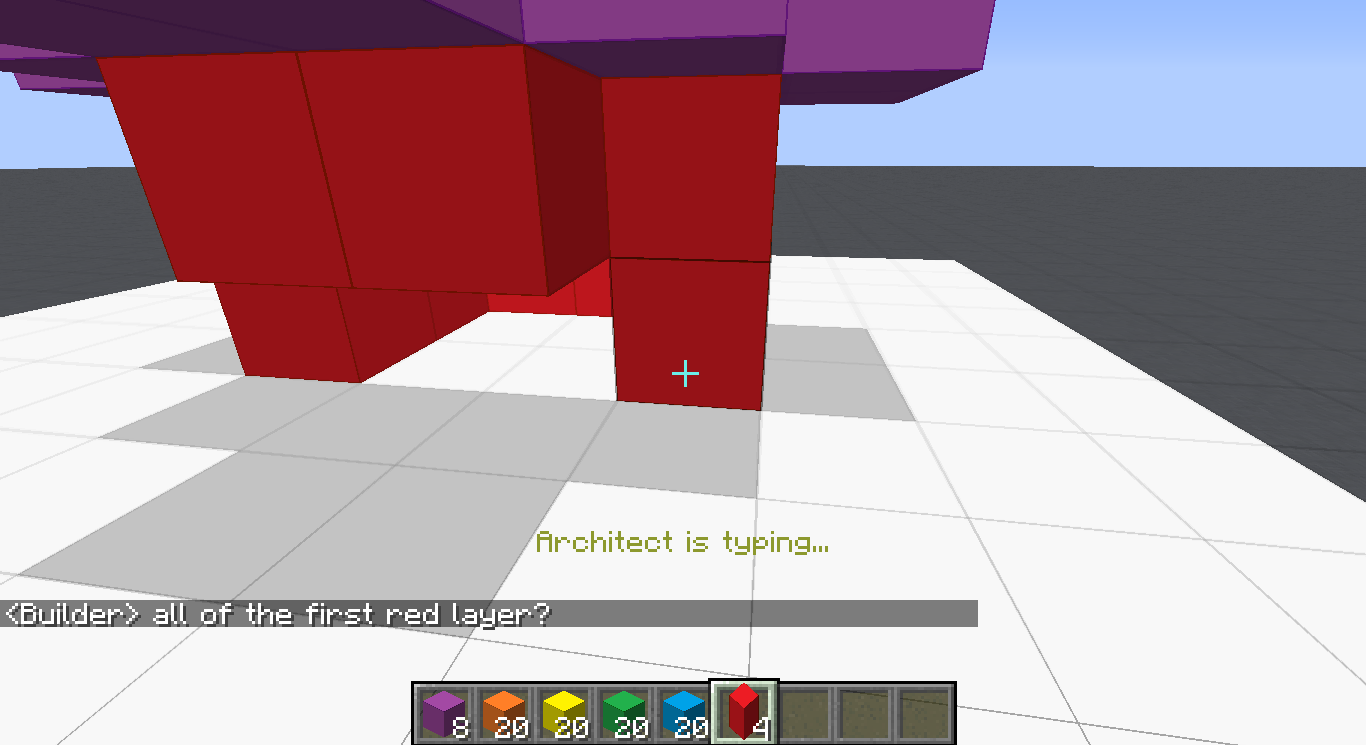 Architect is typing...
<Builder> all of the first red layer?
8 20 20 20 20 4